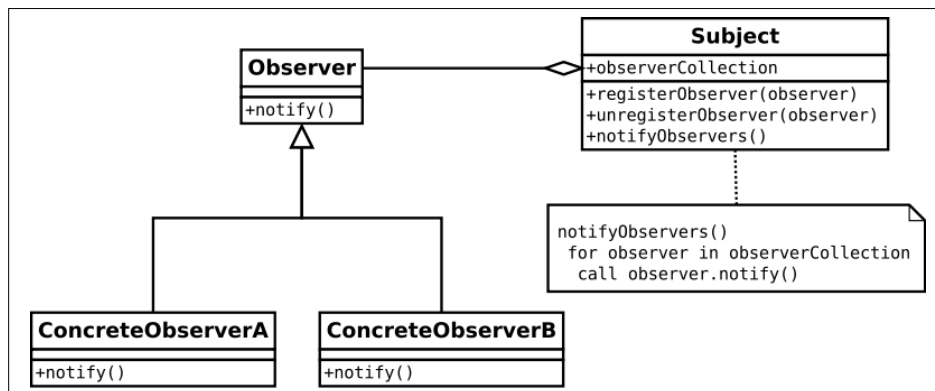 Observer
+notify()
Subject
+observerCollection
+registerObserver(observer)
+unregisterObserver(observer)
+notifyObservers()
notifyObservers()
for observer in observerCollection
call observer.notify()
ConcreteObserverA
+notify()
ConcreteObserverB
+notify()